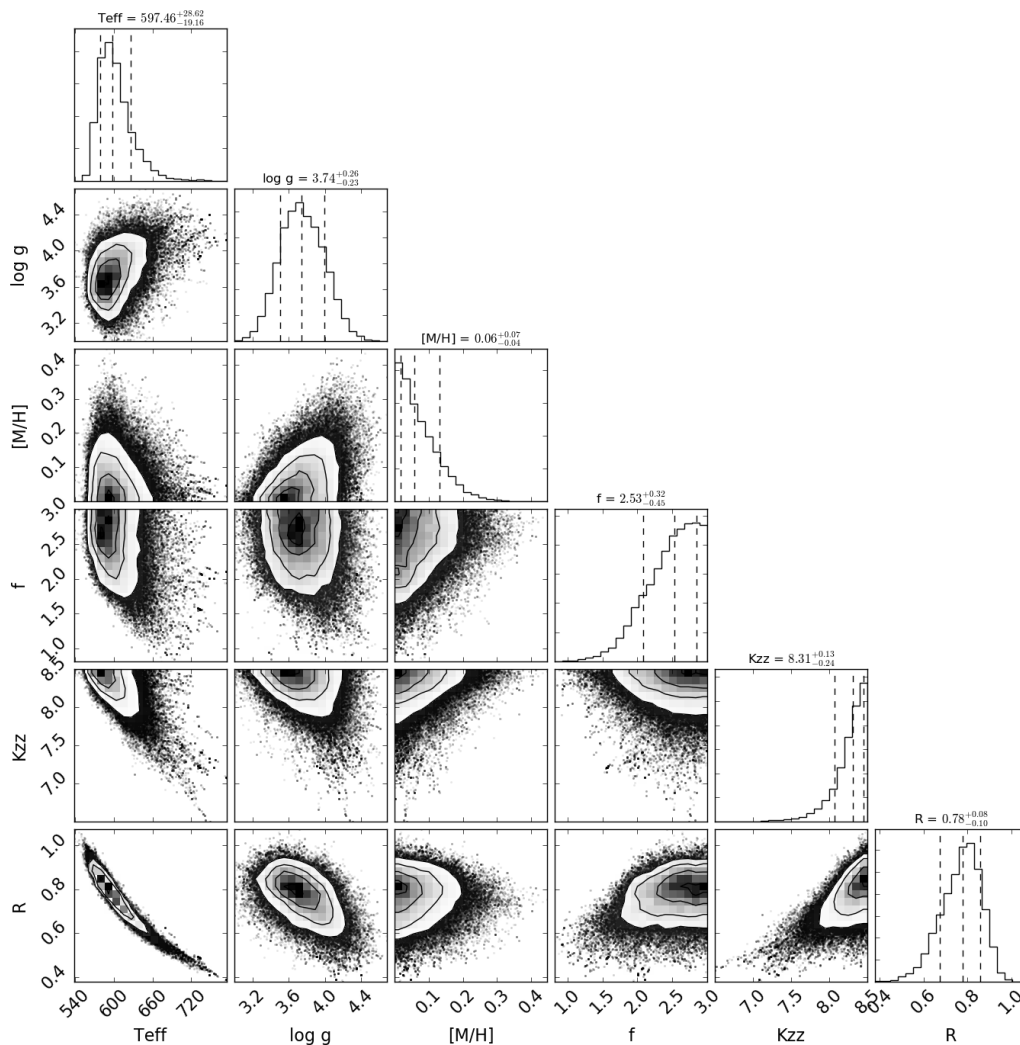 Teff = 597.46 +28.62 −19.16
log g = 3.74 +0.26 −0.23
[M/H] = 0.06 +0.07 −0.04
f = 2.53 +0.32 −0.45
Kzz = 8.31 +0.13 −0.24
R = 0.78 +0.08 −0.10
log g
4.4
4.0
3.6
3.2
[M/H]
0.4
0.3
0.2
0.1
f
3.0
2.5
2.0
1.5
1.0
Kzz
8.5
8.0
7.5
7.0
R
1.0
0.8
0.6
0.4
540 600 660 720
3.2 3.6 4.0 4.4
0.1 0.2 0.3 0.4
1.0 1.5 2.0 2.5 3.0
7.0 7.5 8.0 8.5
0.4 0.6 0.8 1.0
Teff log g [M/H] f Kzz R